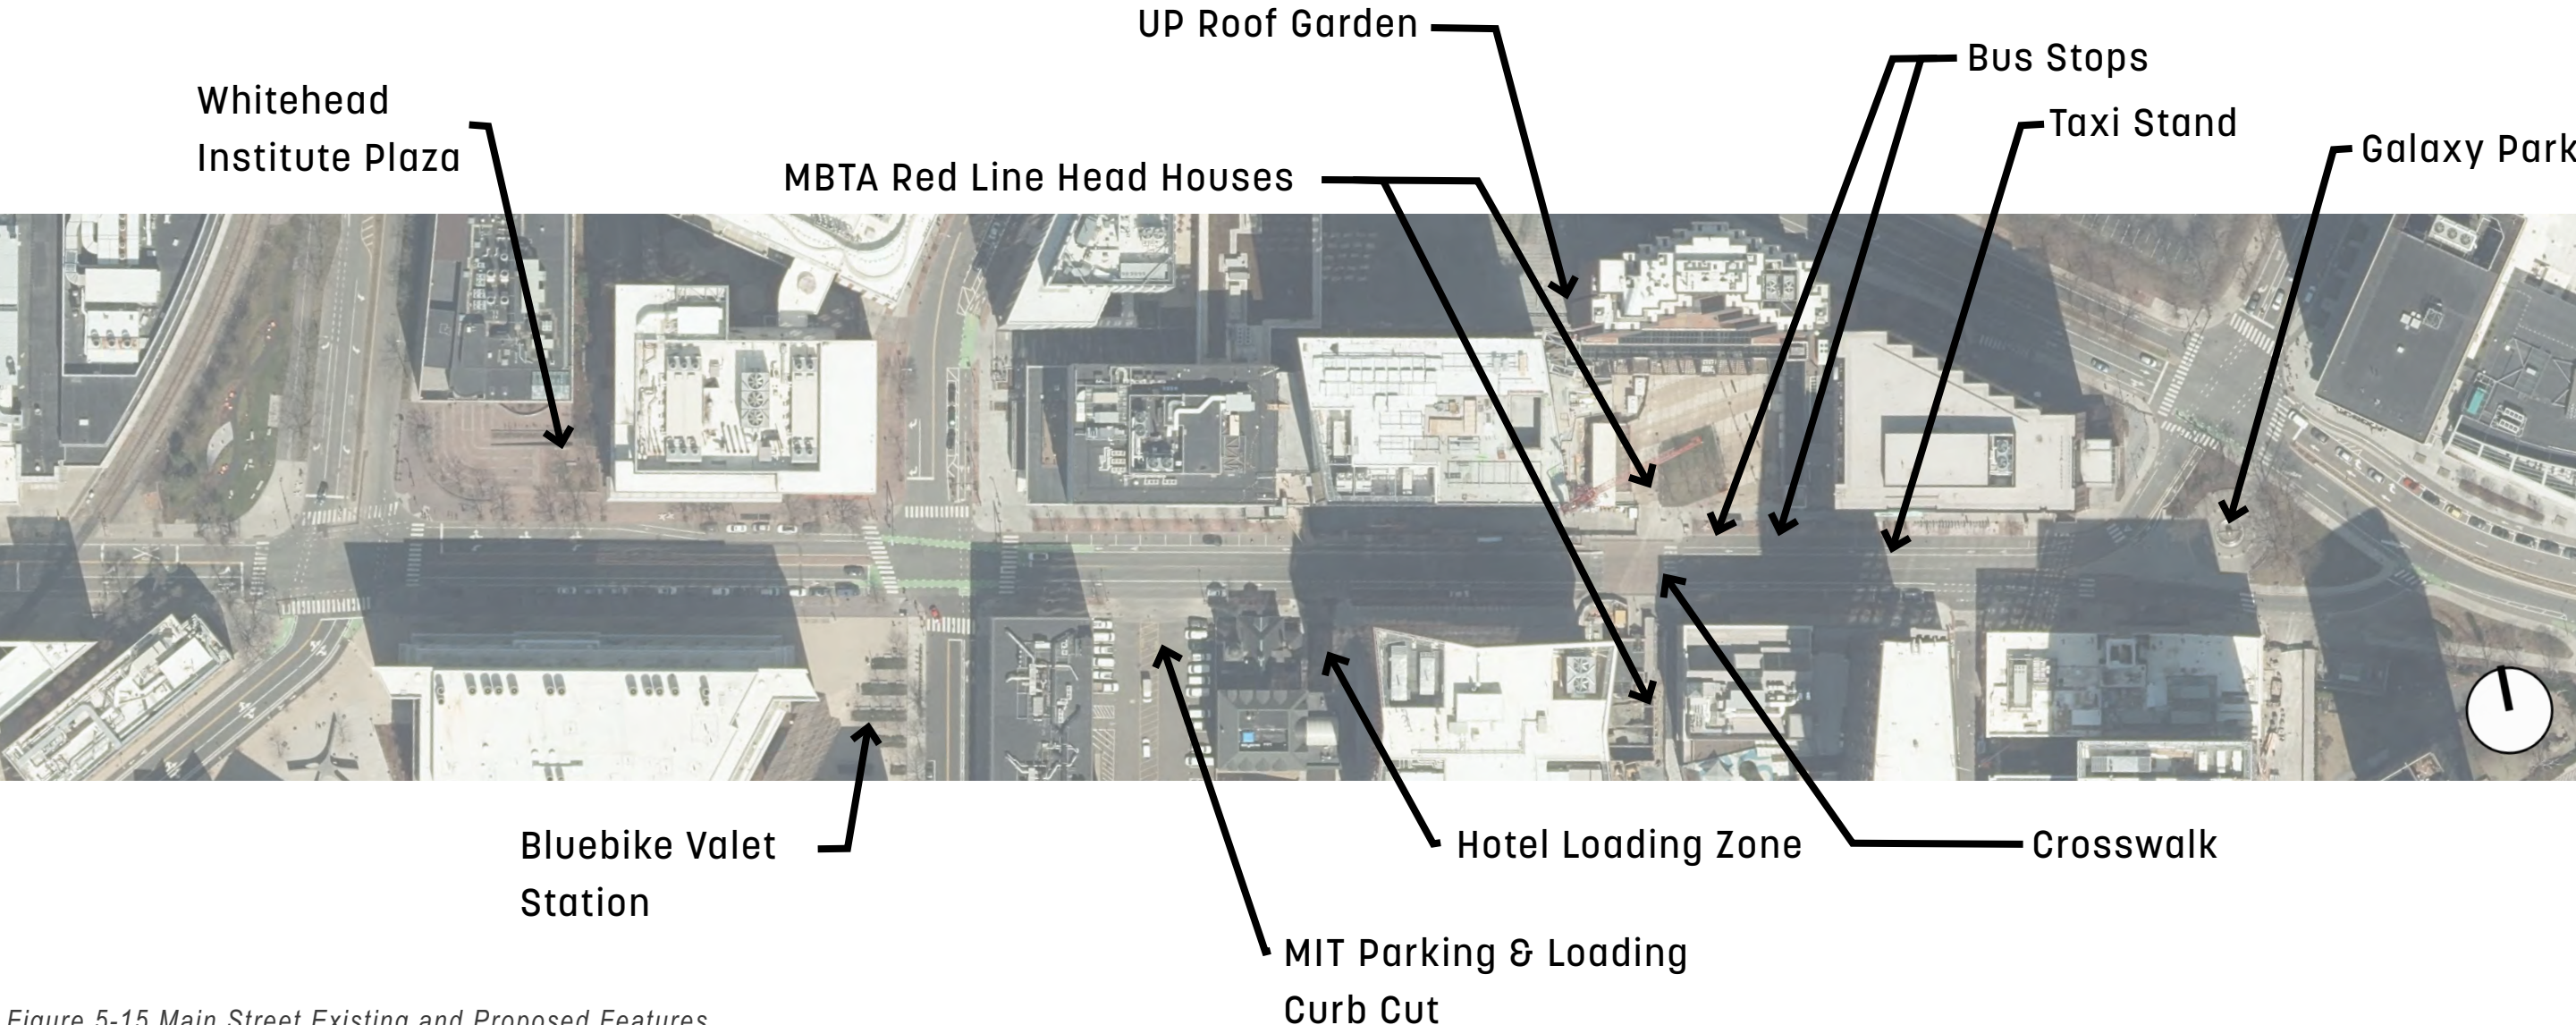 UP Roof Garden
Bus Stops
Whitehead
Institute Plaza
Taxi Stand
Galaxy Park
MBTA Red Line Head Houses
Bluebike Valet
Station
Hotel Loading Zone
Crosswalk
MIT Parking & Loading
Curb Cut
Figure 5-15 Main Street Existing and Proposed Features